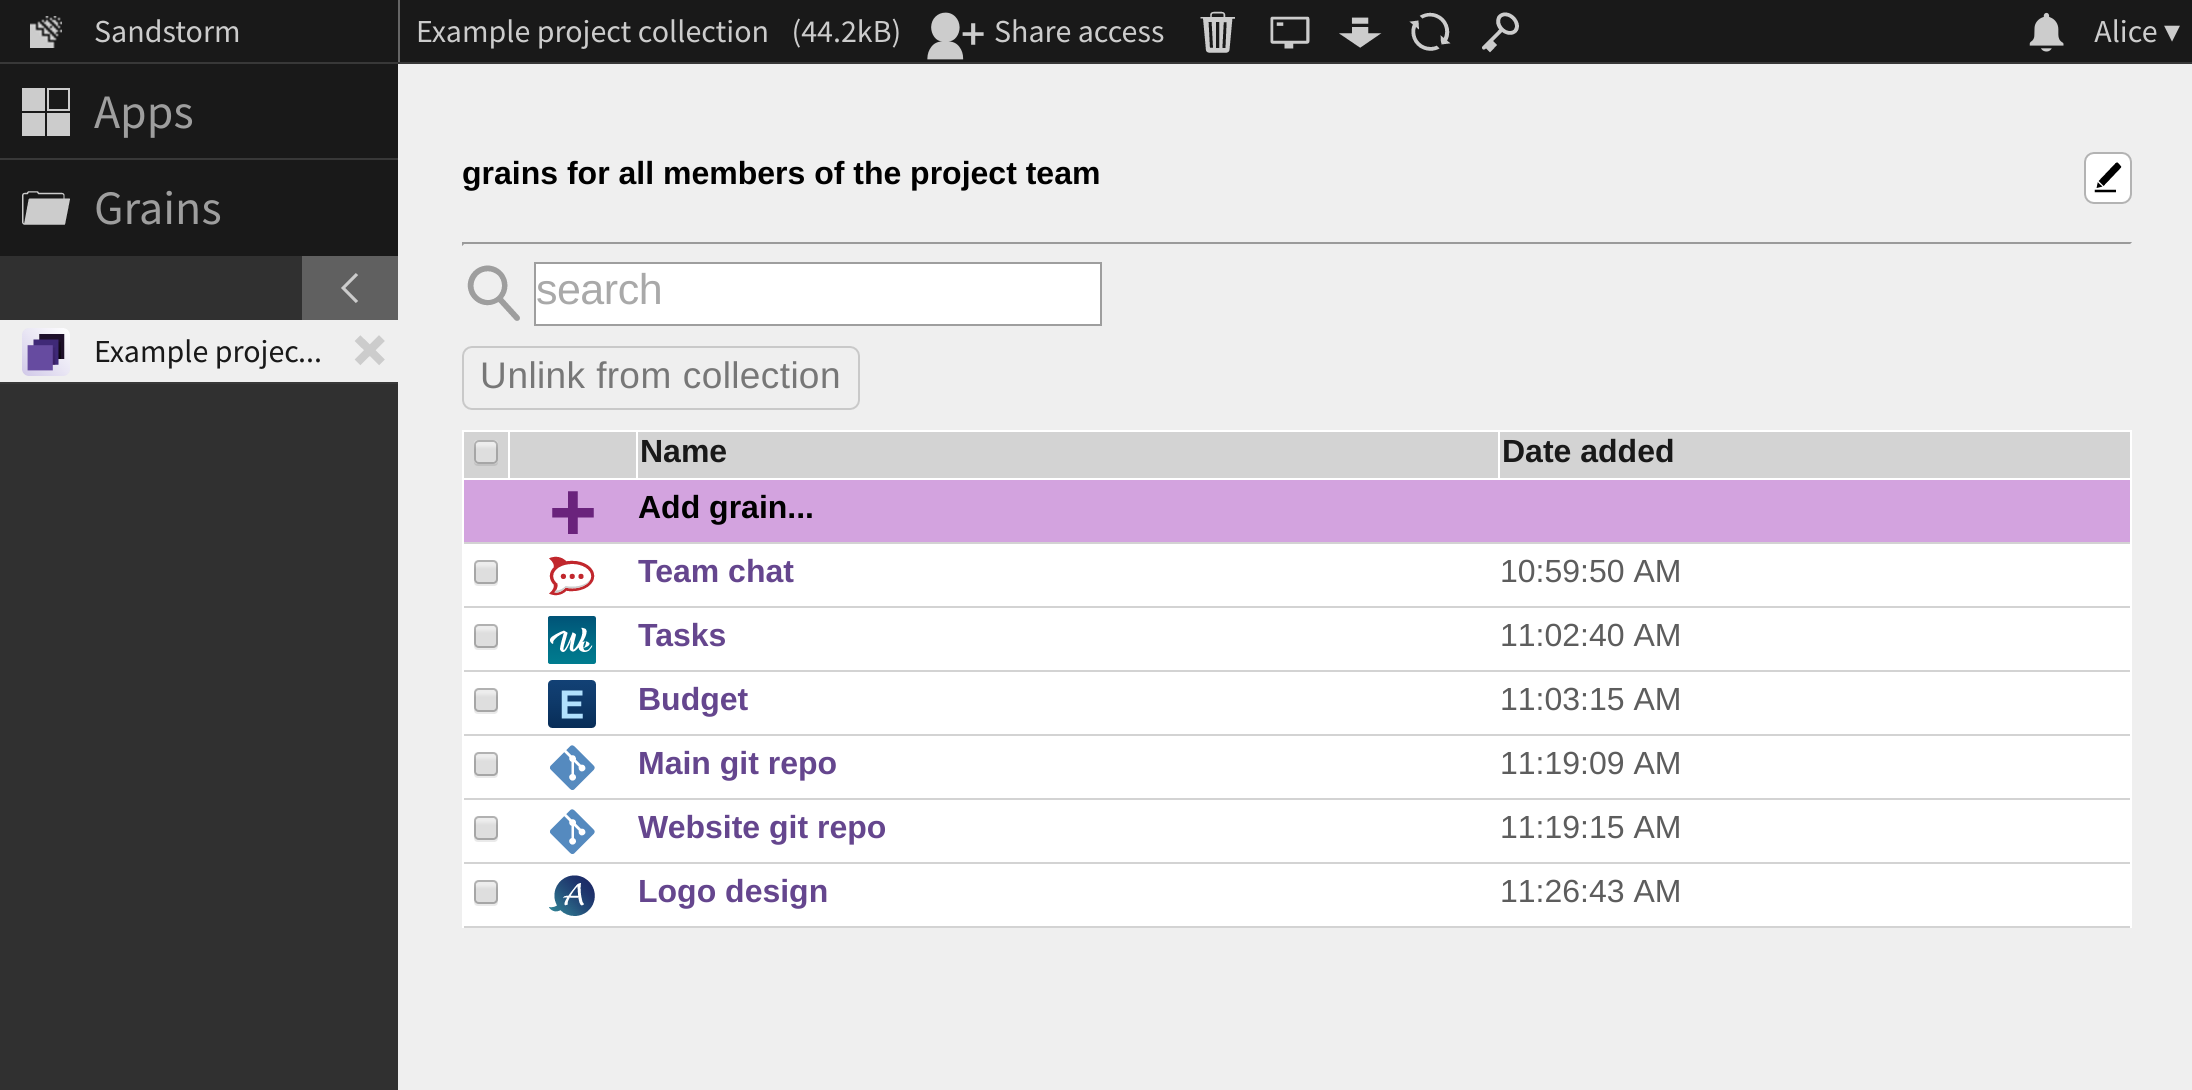 Sandstorm
Example project collection (44.2kB) Share access Alice ▾
Apps
Grains
Example projec...
grains for all members of the project team
search
Unlink from collection
Name Date added
Add grain...
Team chat 10:59:50 AM
We Tasks 11:02:40 AM
E Budget 11:03:15 AM
Main git repo 11:19:09 AM
Website git repo 11:19:15 AM
A Logo design 11:26:43 AM